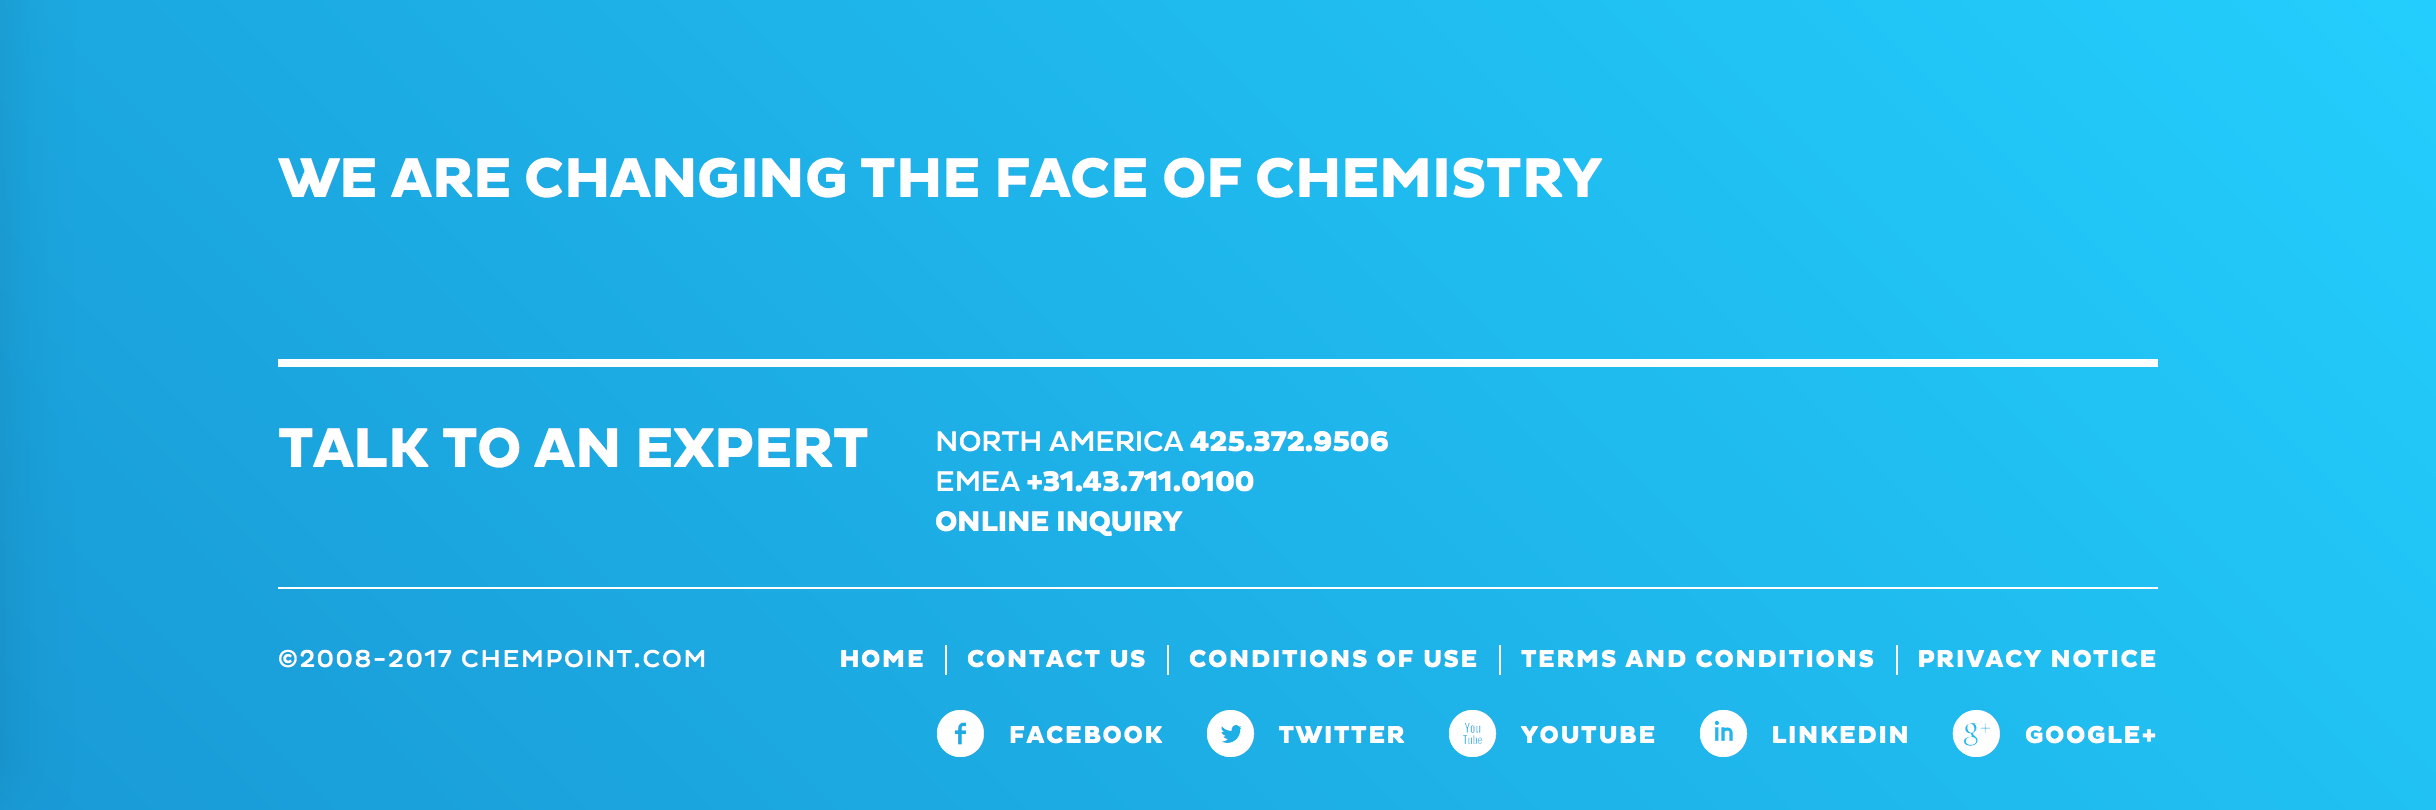 WE ARE CHANGING THE FACE OF CHEMISTRY
TALK TO AN EXPERT
NORTH AMERICA 425.372.9506
EMEA +31.43.711.0100
ONLINE INQUIRY
©2008-2017 CHEMPOINT.COM
HOME | CONTACT US | CONDITIONS OF USE | TERMS AND CONDITIONS | PRIVACY NOTICE
f FACEBOOK TWITTER You Tube YOUTUBE in LINKEDIN g+ GOOGLE+